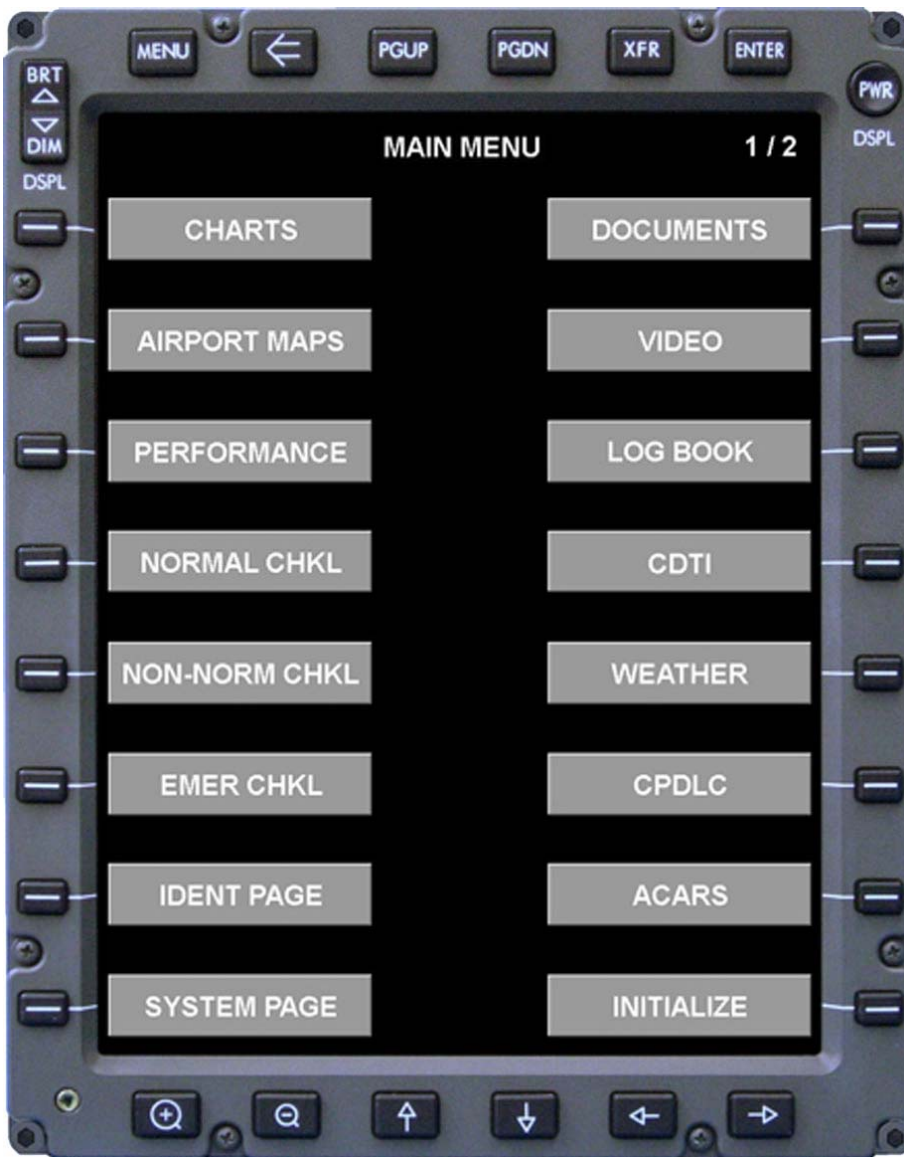 MENU PGUP PGDN XFR ENTER
BRT
DIM
DSPL
PWR
DSPL
MAIN MENU 1 / 2
CHARTS DOCUMENTS
AIRPORT MAPS VIDEO
PERFORMANCE LOG BOOK
NORMAL CHKL CDTI
NON-NORM CHKL WEATHER
EMER CHKL CPDLC
IDENT PAGE ACARS
SYSTEM PAGE INITIALIZE